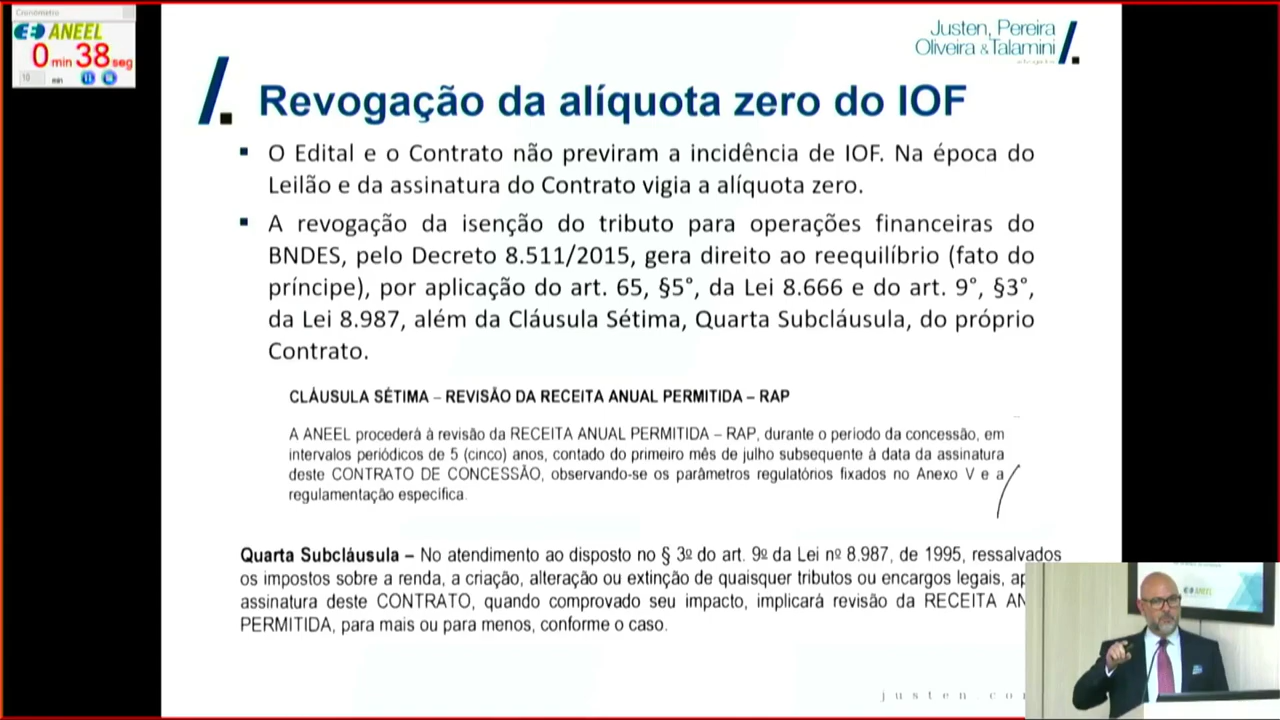 Cronômetro
ANEEL
0 min 38 seg
10 min
Justen, Pereira
Oliveira & Talamini
Revogação da alíquota zero do IOF
O Edital e o Contrato não previram a incidência de IOF. Na época do
Leilão e da assinatura do Contrato vigia a alíquota zero.
A revogação da isenção do tributo para operações financeiras do
BNDES, pelo Decreto 8.511/2015, gera direito ao reequilíbrio (fato do
príncipe), por aplicação do art. 65, §5°, da Lei 8.666 e do art. 9°, §3°,
da Lei 8.987, além da Cláusula Sétima, Quarta Subcláusula, do próprio
Contrato.
CLÁUSULA SÉTIMA – REVISÃO DA RECEITA ANUAL PERMITIDA – RAP
A ANEEL procederá à revisão da RECEITA ANUAL PERMITIDA – RAP, durante o período da concessão, em
intervalos periódicos de 5 (cinco) anos, contado do primeiro mês de julho subsequente à data da assinatura
deste CONTRATO DE CONCESSÃO, observando-se os parâmetros regulatórios fixados no Anexo V e a
regulamentação específica.
Quarta Subcláusula – No atendimento ao disposto no § 3º do art. 9º da Lei nº 8.987, de 1995, ressalvados
os impostos sobre a renda, a criação, alteração ou extinção de quaisquer tributos ou encargos legais,
assinatura deste CONTRATO, quando comprovado seu impacto, implicará revisão da RECEITA
PERMITIDA, para mais ou para menos, conforme o caso.
ANEEL
justen